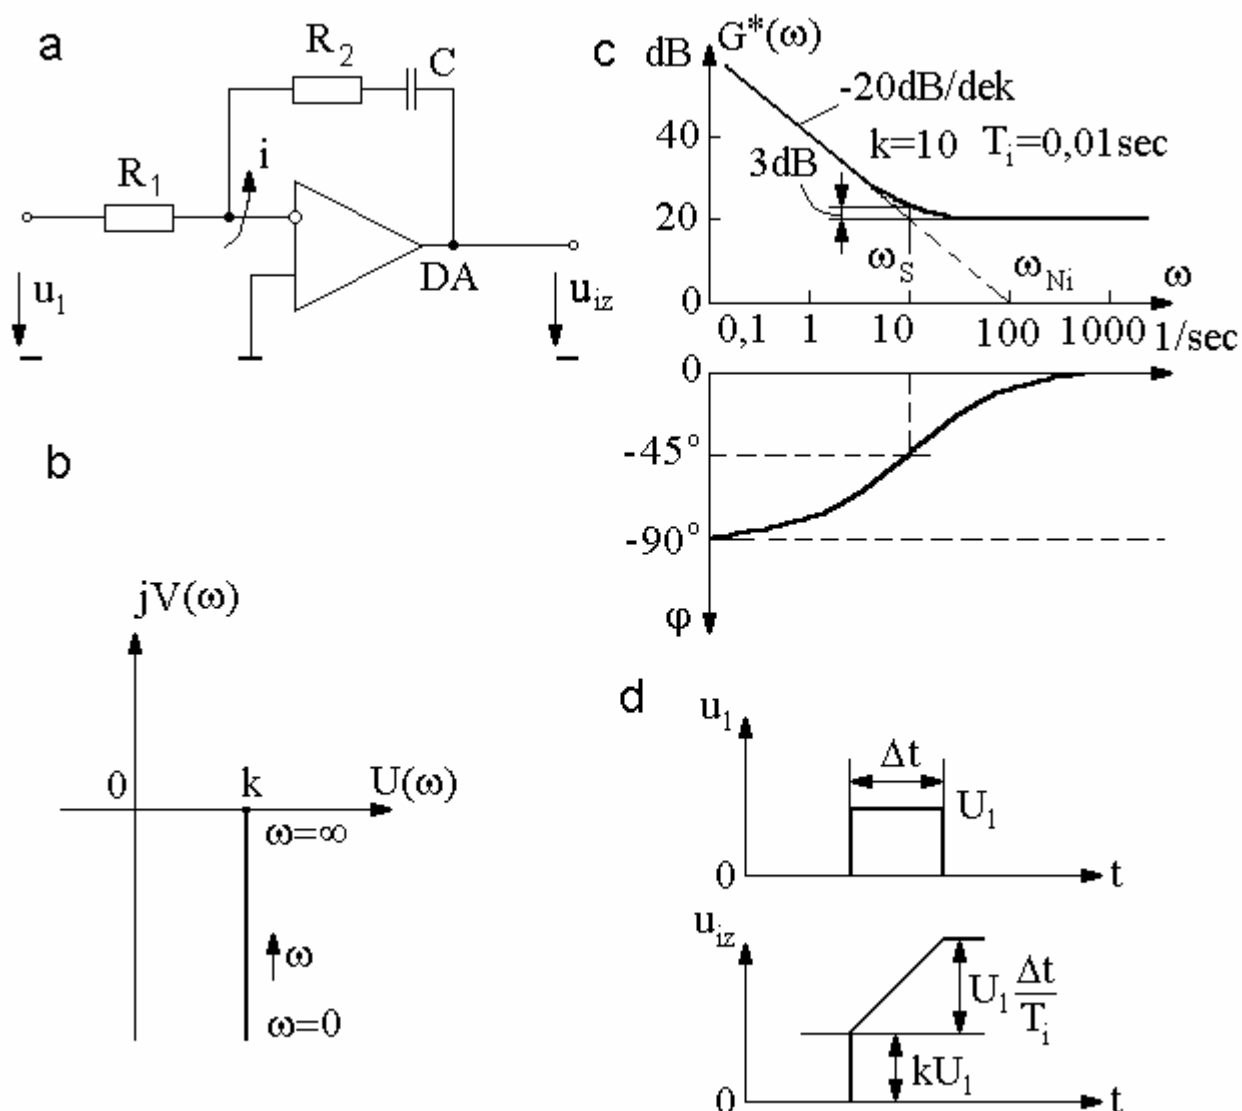 a
R2
C
i
R1
DA
u1
uiz
c
G*(ω)
dB
-20dB/dek
40
k=10 Ti=0,01sec
3dB
20
ωS
ωNi
ω
0
0,1 1 10 100 1000 1/sec
0
-45°
-90°
φ
b
jV(ω)
0 k U(ω)
ω=∞
ω
ω=0
d
u1
Δt
U1
0 t
uiz
U1 Δt/Ti
kU1
0 t